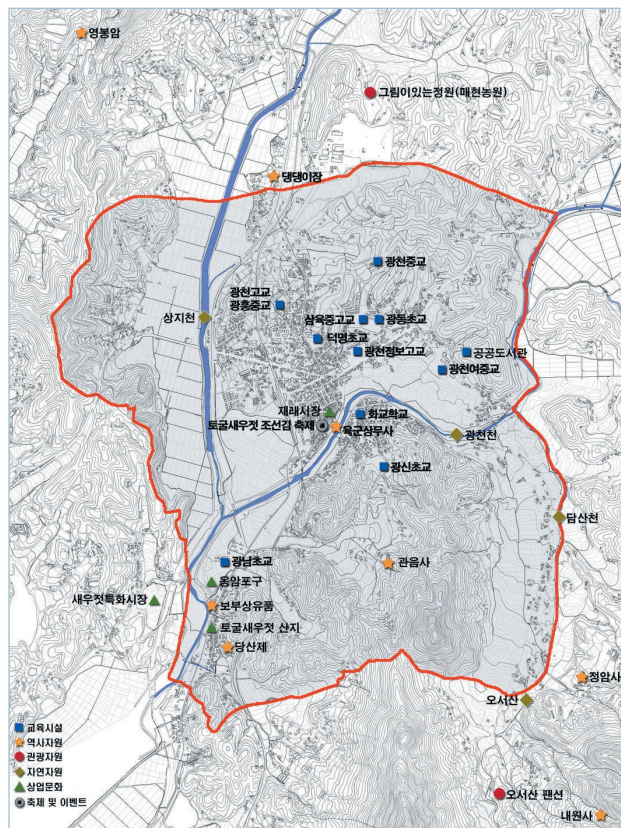 영봉암
그림이있는정원(매현농원)
댕댕이장
광천중교
광천고교
광흥중교
상지천
삼육중고교
광동초교
덕명초교
광천정보고교
공공도서관
광천여중교
재래시장
화교학교
토굴새우젓 조선김 축제
육군상무사
광천천
광신초교
담산천
광남초교
관음사
옹암포구
새우젓특화시장
보부상유품
토굴새우젓 산지
당산제
정암사
오서산
교육시설
역사자원
관광자원
자연자원
상업문화
축제 및 이벤트
오서산 팬션
내원사